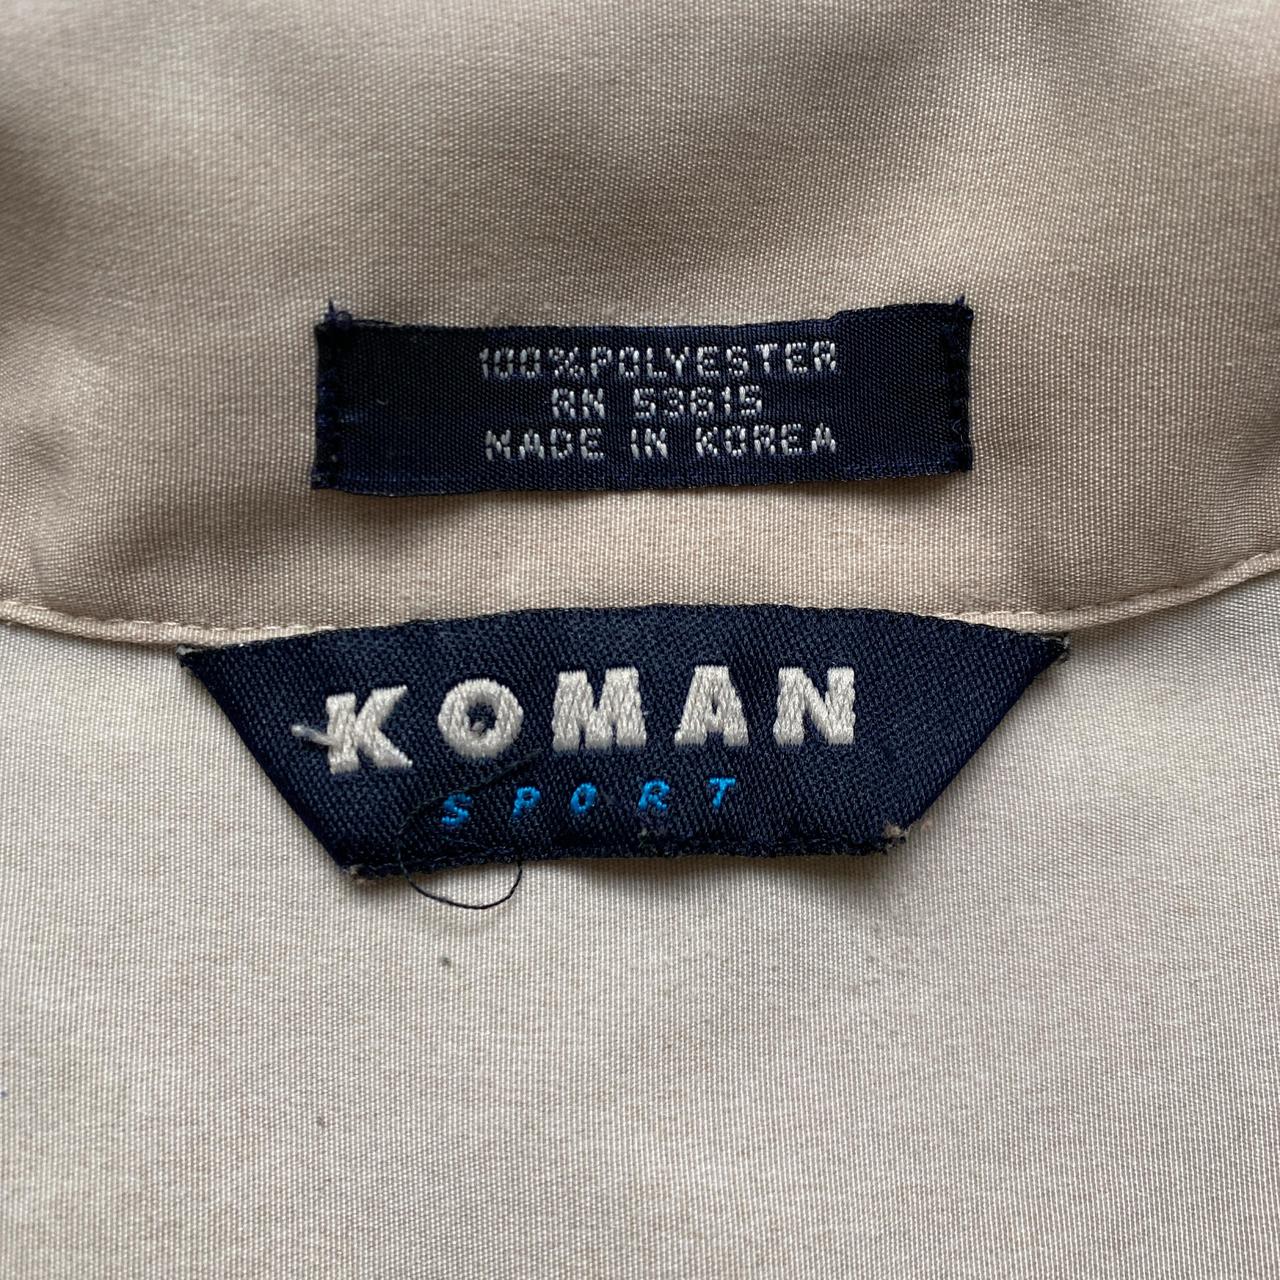 100%POLYESTER
RN 53615
MADE IN KOREA
KOMAN
SPORT